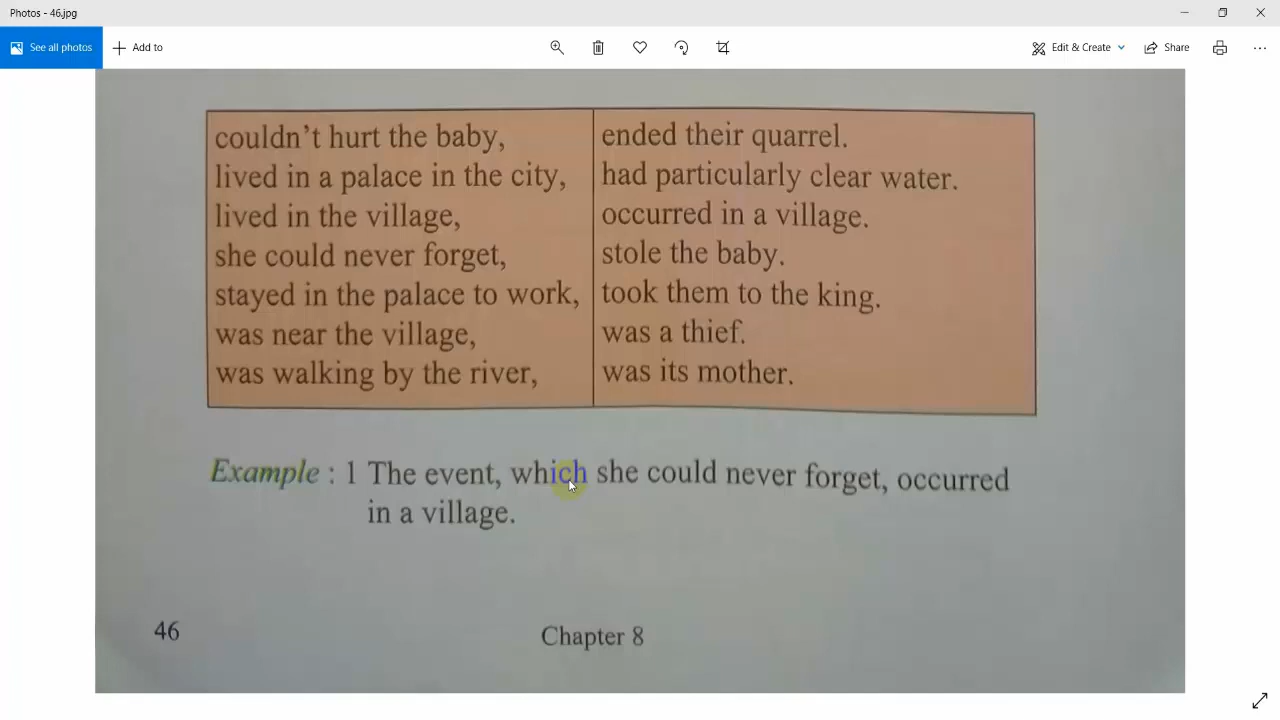 Photos - 46.jpg
See all photos
Add to
Edit & Create
Share
couldn't hurt the baby,
lived in a palace in the city,
lived in the village,
she could never forget,
stayed in the palace to work,
was near the village,
was walking by the river,
ended their quarrel.
had particularly clear water.
occurred in a village.
stole the baby.
took them to the king.
was a thief.
was its mother.
Example : 1 The event, which she could never forget, occurred
in a village.
46
Chapter 8